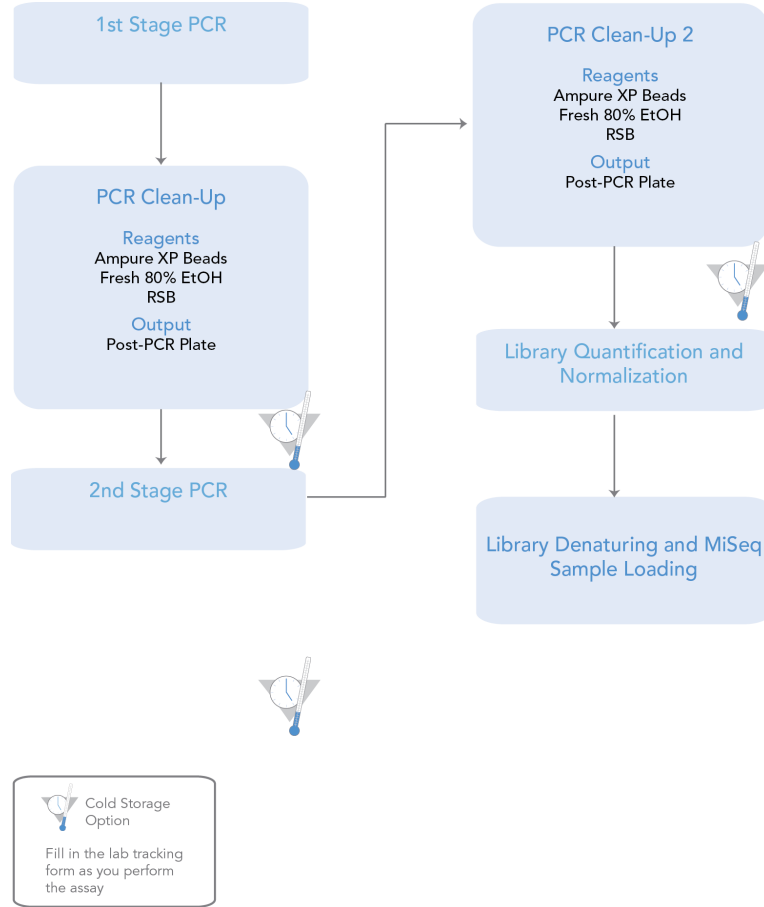 1st Stage PCR
PCR Clean-Up
Reagents
Ampure XP Beads
Fresh 80% EtOH
RSB
Output
Post-PCR Plate
2nd Stage PCR
PCR Clean-Up 2
Reagents
Ampure XP Beads
Fresh 80% EtOH
RSB
Output
Post-PCR Plate
Library Quantification and
Normalization
Library Denaturing and MiSeq
Sample Loading
Cold Storage
Option
Fill in the lab tracking
form as you perform
the assay